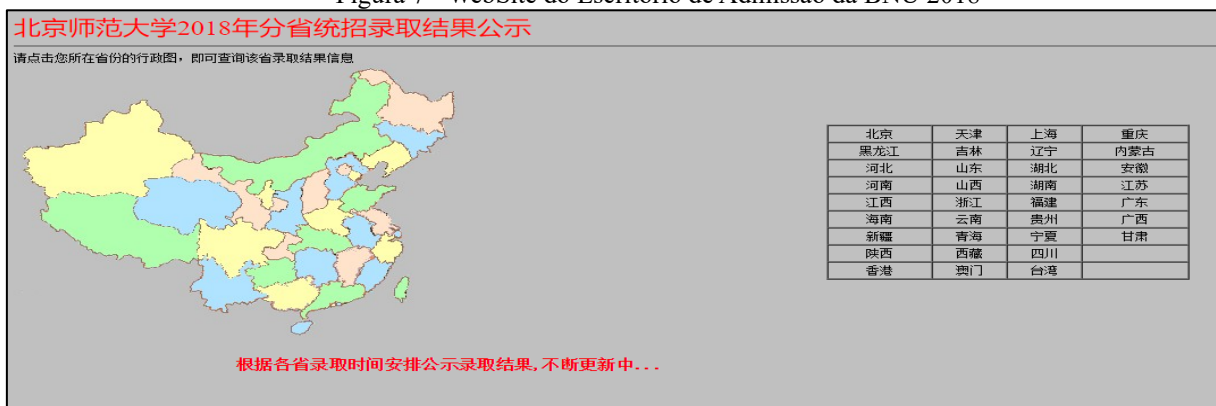 Figura 7 - WebSite do Escritório de Admissão da BNU 2018
北京师范大学2018年分省统招录取结果公示
请点击您所在省份的行政图，即可查询该省录取结果信息
北京 天津 上海 重庆
黑龙江 吉林 辽宁 内蒙古
河北 山东 湖北 安徽
河南 山西 湖南 江苏
江西 浙江 福建 广东
海南 云南 贵州 广西
新疆 青海 宁夏 甘肃
陕西 西藏 四川
香港 澳门 台湾
根据各省录取时间安排公示录取结果,不断更新中...